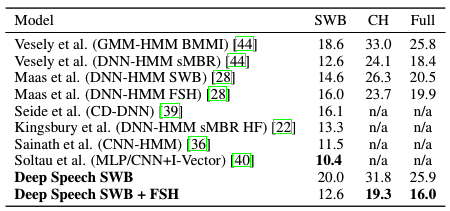 Model SWB CH Full
Vesely et al. (GMM-HMM BMMI) [44] 18.6 33.0 25.8
Vesely et al. (DNN-HMM sMBR) [44] 12.6 24.1 18.4
Maas et al. (DNN-HMM SWB) [28] 14.6 26.3 20.5
Maas et al. (DNN-HMM FSH) [28] 16.0 23.7 19.9
Seide et al. (CD-DNN) [39] 16.1 n/a n/a
Kingsbury et al. (DNN-HMM sMBR HF) [22] 13.3 n/a n/a
Sainath et al. (CNN-HMM) [36] 11.5 n/a n/a
Soltau et al. (MLP/CNN+I-Vector) [40] 10.4 n/a n/a
Deep Speech SWB 20.0 31.8 25.9
Deep Speech SWB + FSH 12.6 19.3 16.0